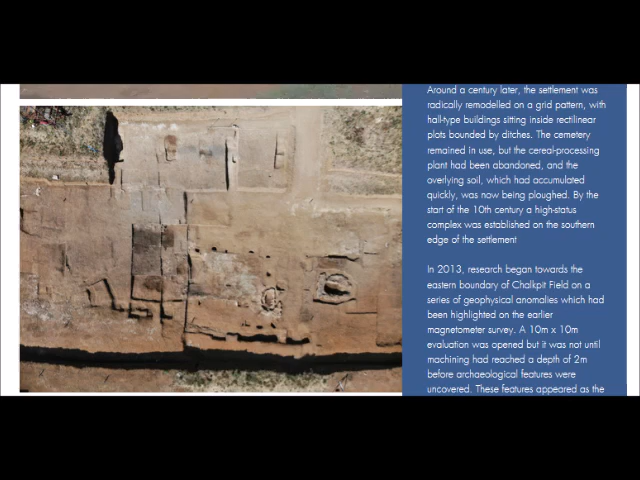 Around a century later, the settlement was
radically remodelled on a grid pattern, with
hall-type buildings sitting inside rectilinear
plots bounded by ditches. The cemetery
remained in use, but the cereal-processing
plant had been abandoned, and the
overlying soil, which had accumulated
quickly, was now being ploughed. By the
start of the 10th century a high-status
complex was established on the southern
edge of the settlement
In 2013, research began towards the
eastern boundary of Chalkpit Field on a
series of geophysical anomalies which had
been highlighted on the earlier
magnetometer survey. A 10m x 10m
evaluation was opened but it was not until
machining had reached a depth of 2m
before archaeological features were
uncovered. These features appeared as the